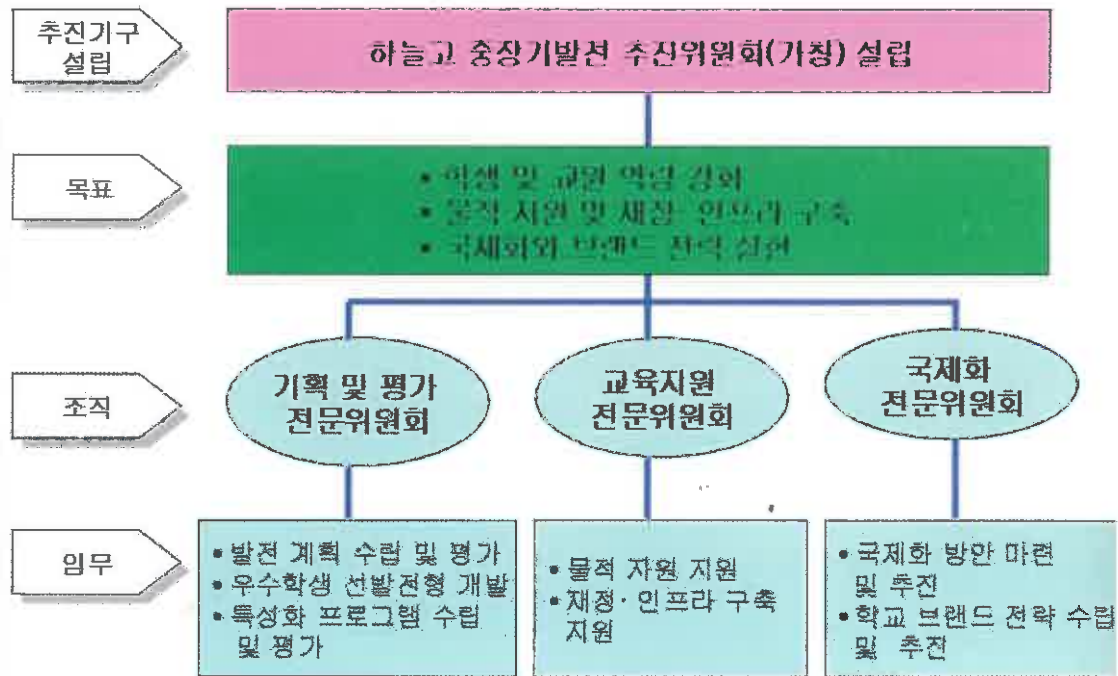 추진기구
설립
하늘고 중장기발전 추진위원회(가칭) 설립
목표
• 학생 및 교원 역량 강화
• 물적 자원 및 재정· 인프라 구축
• 국제화와 브랜드 전략 실현
조직
기획 및 평가
전문위원회
교육지원
전문위원회
국제화
전문위원회
임무
• 발전 계획 수립 및 평가
• 우수학생 선발전형 개발
• 특성화 프로그램 수립
및 평가
• 물적 자원 지원
• 재정· 인프라 구축
지원
• 국제화 방안 마련
및 추진
• 학교 브랜드 전략 수립
및 추진